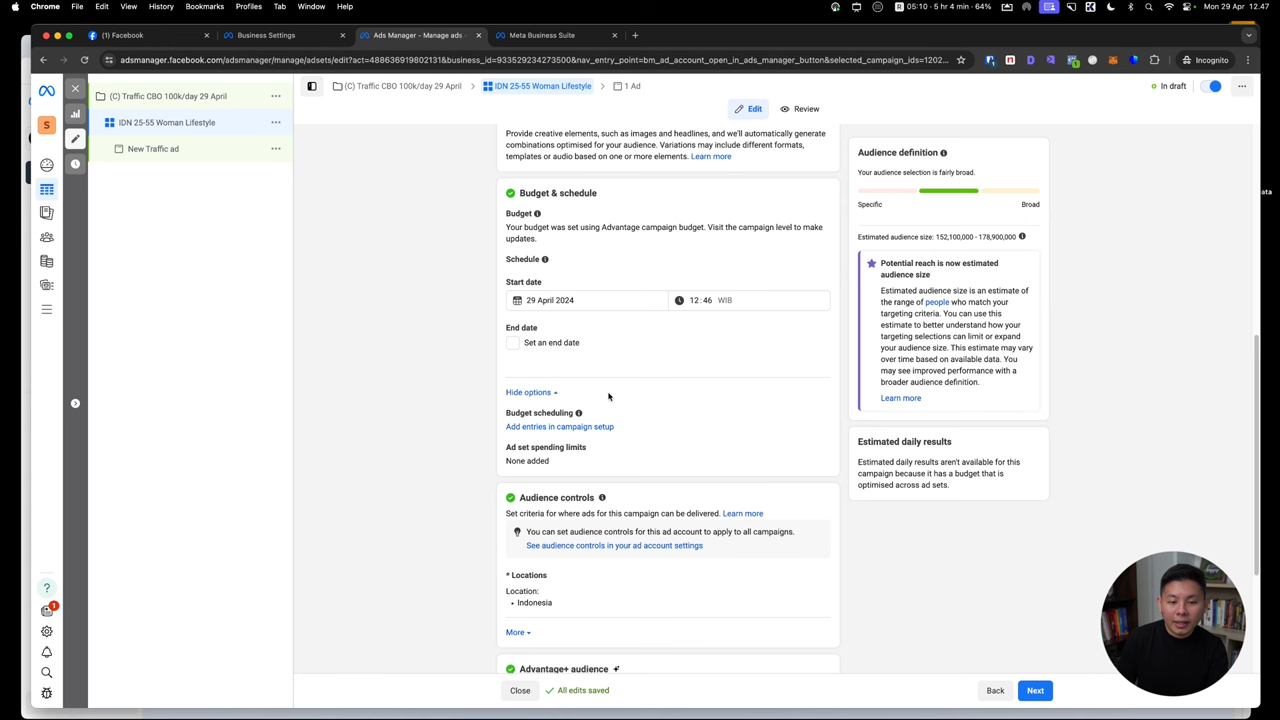 Chrome File Edit View History Bookmarks Profiles Tab Window Help
05:10 - 5 hr 4 min - 64%
Mon 29 Apr 12.47
Facebook
Business Settings
Ads Manager - Manage ads -
Meta Business Suite
adsmanager.facebook.com/adsmanager/manage/assets/edit?act=488636919802131&business_id=933529234273500&nav_entry_point=bm_ad_account_open_in_ads_manager_button&selected_campaign_ids=1202...
Incognito
(C) Traffic CBO 100k/day 29 April
IDN 25-55 Woman Lifestyle
New Traffic ad
S
1
(C) Traffic CBO 100k/day 29 April
IDN 25-55 Woman Lifestyle
1 Ad
In draft
Edit
Review
Provide creative elements, such as images and headlines, and we'll automatically generate
combinations optimised for your audience. Variations may include different formats,
templates or audio based on one or more elements. Learn more
Budget & schedule
Budget
Your budget was set using Advantage campaign budget. Visit the campaign level to make
updates.
Schedule
Start date
29 April 2024
12:46 WIB
End date
Set an end date
Hide options
Budget scheduling
Add entries in campaign setup
Ad set spending limits
None added
Audience controls
Set criteria for where ads for this campaign can be delivered. Learn more
You can set audience controls for this ad account to apply to all campaigns.
See audience controls in your ad account settings
* Locations
Location:
• Indonesia
More
Advantage+ audience
Audience definition
Your audience selection is fairly broad.
Specific
Broad
Estimated audience size: 152,100,000 - 178,900,000
Potential reach is now estimated
audience size
Estimated audience size is an estimate of
the range of people who match your
targeting criteria. You can use this
estimate to better understand how your
targeting selections can limit or expand
your audience size. This estimate may vary
over time based on available data. You
may see improved performance with a
broader audience definition.
Learn more
Estimated daily results
Estimated daily results aren't available for this
campaign because it has a budget that is
optimised across ad sets.
Close
All edits saved
Back
Next
ata